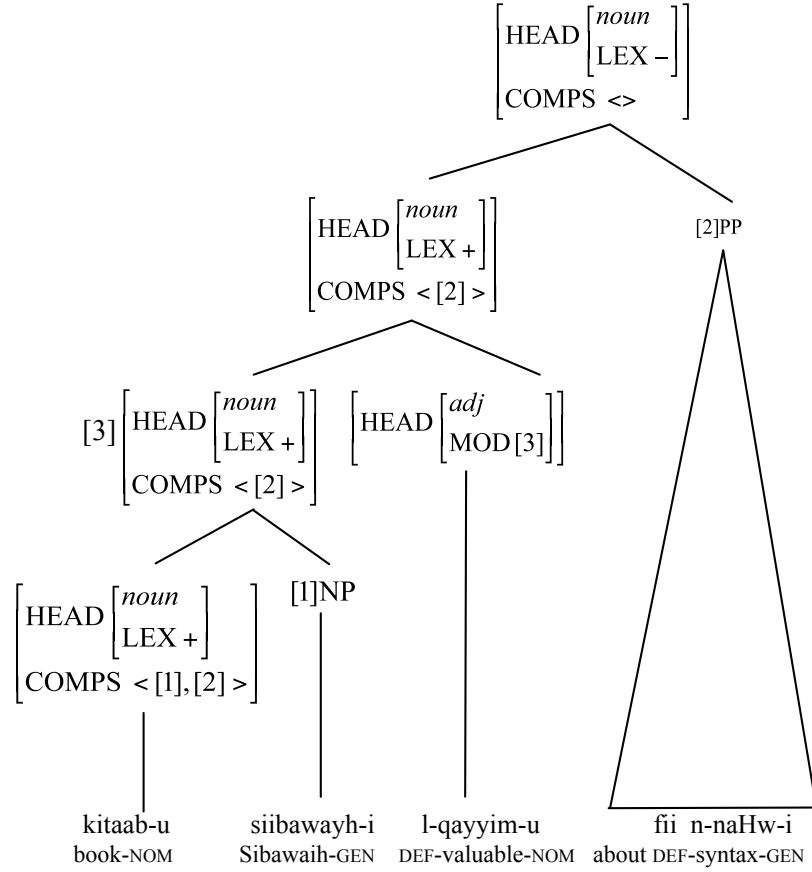 HEAD [noun
LEX –]
COMPS <>
HEAD [noun
LEX +]
COMPS <[2]>
[2]PP
[3] HEAD [noun
LEX +]
COMPS <[2]>
HEAD [adj
MOD [3]]
HEAD [noun
LEX +]
COMPS <[1],[2]>
[1]NP
kitaab-u siibawayh-i l-qayyim-u fii n-naHw-i
book-NOM Sibawaih-GEN DEF-valuable-NOM about DEF-syntax-GEN